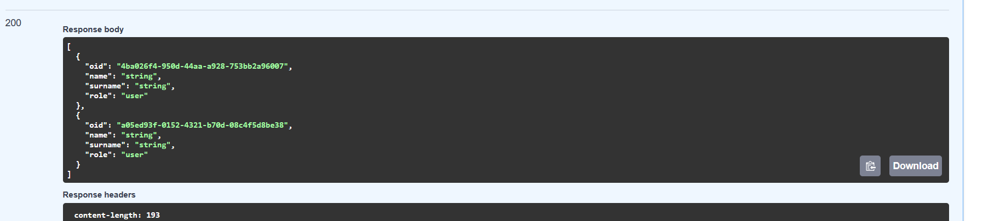 200
Response body
[
  {
    "oid": "4ba026f4-950d-44aa-a928-753bb2a96007",
    "name": "string",
    "surname": "string",
    "role": "user"
  },
  {
    "oid": "a05ed93f-0152-4321-b70d-08c4f5d8be38",
    "name": "string",
    "surname": "string",
    "role": "user"
  }
]
Download
Response headers
content-length: 193